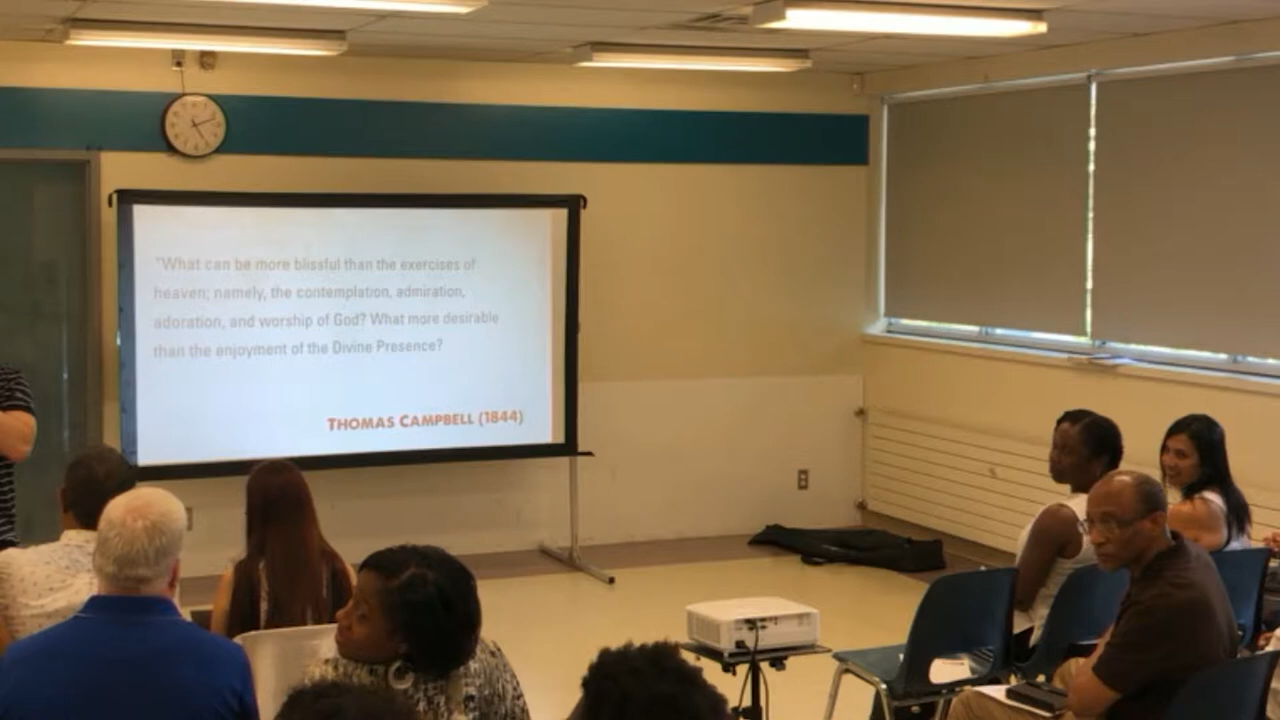 "What can be more blissful than the exercises of
heaven; namely, the contemplation, admiration,
adoration, and worship of God? What more desirable
than the enjoyment of the Divine Presence?
THOMAS CAMPBELL (1844)